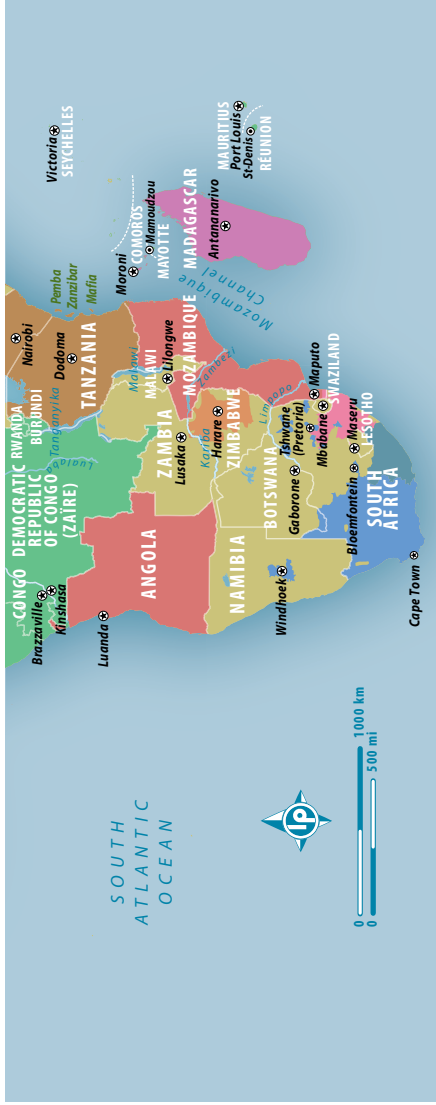 Victoria
SEYCHELLES
MAURITIUS
Port Louis
St-Denis
RÉUNION
Moroni
COMOROS
Mamoudzou
MAYOTTE
MADAGASCAR
Antananarivo
Mozambique
Channel
Pemba
Zanzibar
Mafia
Nairobi
Dodoma
TANZANIA
Malawi
MALAWI
Lilongwe
MOZAMBIQUE
Zambezi
RWANDA
BURUNDI
Tanganyika
Lualaba
ZAMBIA
Lusaka
Kariba
Harare
ZIMBABWE
Limpopo
Maputo
SWAZILAND
Mbabane
Tshwane
(Pretoria)
BOTSWANA
Gaborone
Maseru
LESOTHO
Bloemfontein
SOUTH
AFRICA
Cape Town
CONGO
DEMOCRATIC
REPUBLIC
OF CONGO
(ZAÏRE)
Brazzaville
Kinshasa
Luanda
ANGOLA
NAMIBIA
Windhoek
SOUTH
ATLANTIC
OCEAN
lp
0 1000 km
0 500 mi